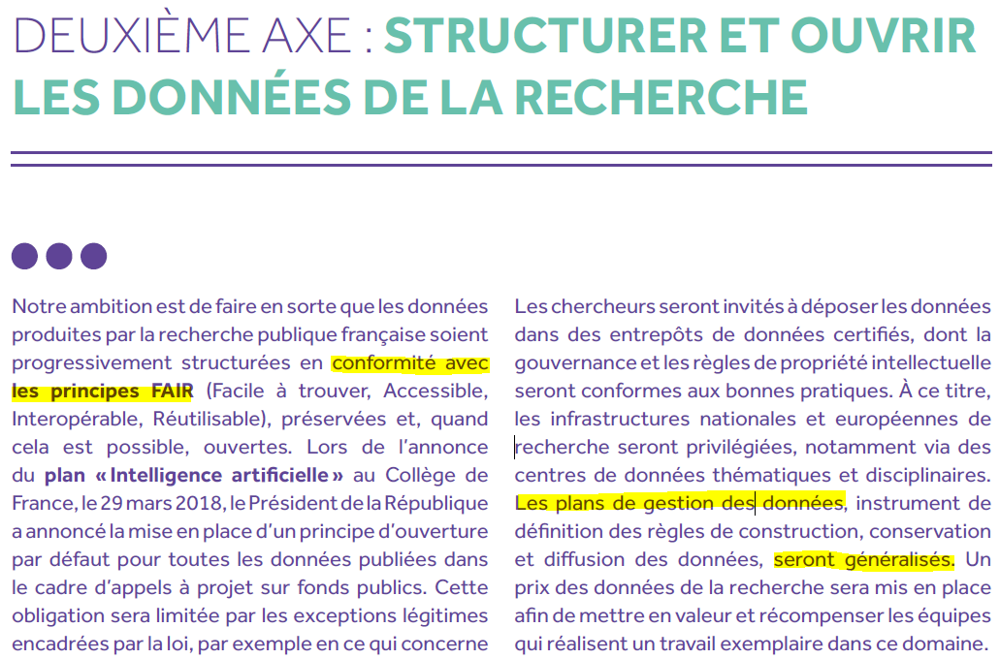 DEUXIÈME AXE : STRUCTURER ET OUVRIR
LES DONNÉES DE LA RECHERCHE
Notre ambition est de faire en sorte que les données
produites par la recherche publique française soient
progressivement structurées en conformité avec
les principes FAIR (Facile à trouver, Accessible,
Interopérable, Réutilisable), préservées et, quand
cela est possible, ouvertes. Lors de l’annonce
du plan « Intelligence artificielle » au Collège de
France, le 29 mars 2018, le Président de la République
a annoncé la mise en place d’un principe d’ouverture
par défaut pour toutes les données publiées dans
le cadre d’appels à projet sur fonds publics. Cette
obligation sera limitée par les exceptions légitimes
encadrées par la loi, par exemple en ce qui concerne
Les chercheurs seront invités à déposer les données
dans des entrepôts de données certifiés, dont la
gouvernance et les règles de propriété intellectuelle
seront conformes aux bonnes pratiques. À ce titre,
les infrastructures nationales et européennes de
recherche seront privilégiées, notamment via des
centres de données thématiques et disciplinaires.
Les plans de gestion des données, instrument de
définition des règles de construction, conservation
et diffusion des données, seront généralisés. Un
prix des données de la recherche sera mis en place
afin de mettre en valeur et récompenser les équipes
qui réalisent un travail exemplaire dans ce domaine.